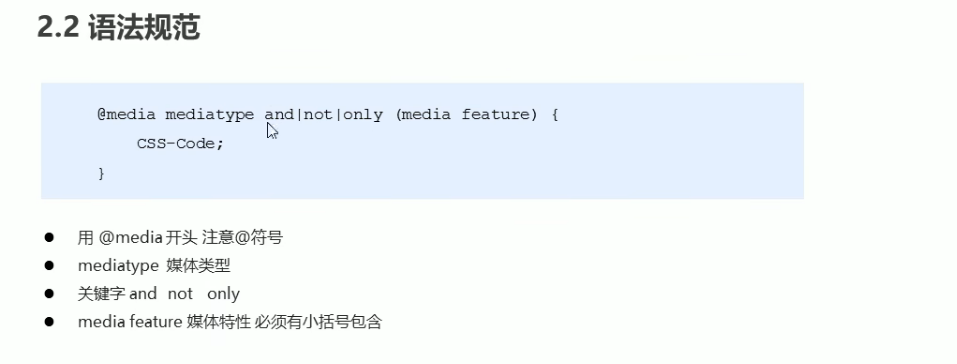 2.2 语法规范
@media mediatype and|not|only (media feature) {
CSS-Code;
}
用 @media 开头 注意@符号
mediatype 媒体类型
关键字 and not only
media feature 媒体特性 必须有小括号包含